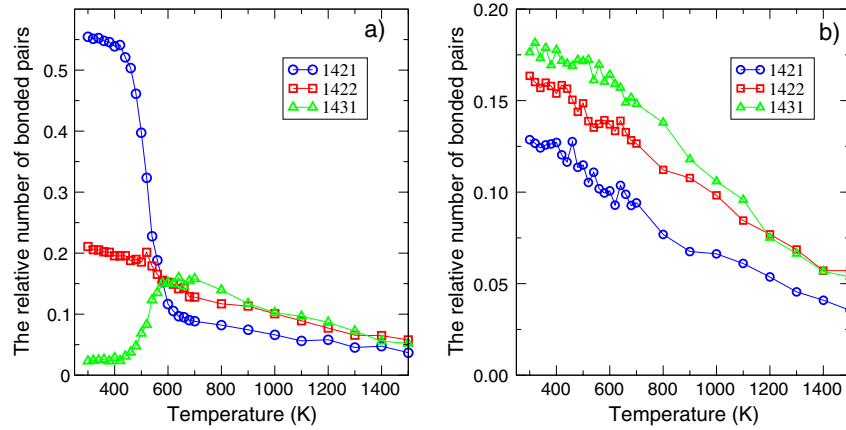 a)
The relative number of bonded pairs
0.5
0.4
0.3
0.2
0.1
0
1421
1422
1431
400 600 800 1000 1200 1400
Temperature (K)
b)
The relative number of bonded pairs
0.20
0.15
0.10
0.05
0.00
1421
1422
1431
400 600 800 1000 1200 1400
Temperature (K)